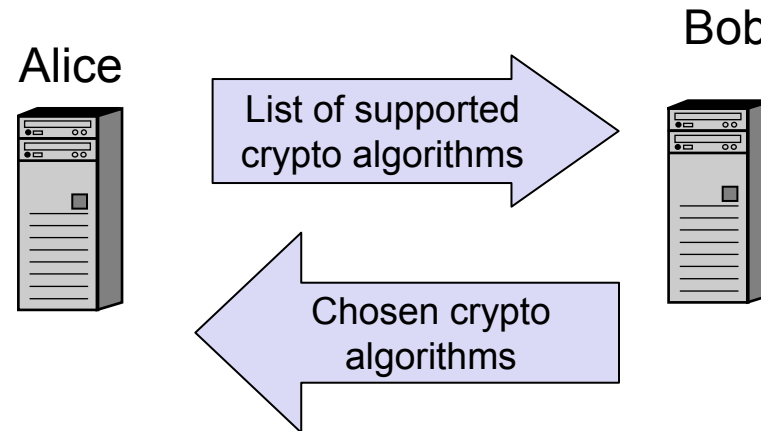 Alice
Bob
List of supported
crypto algorithms
Chosen crypto
algorithms